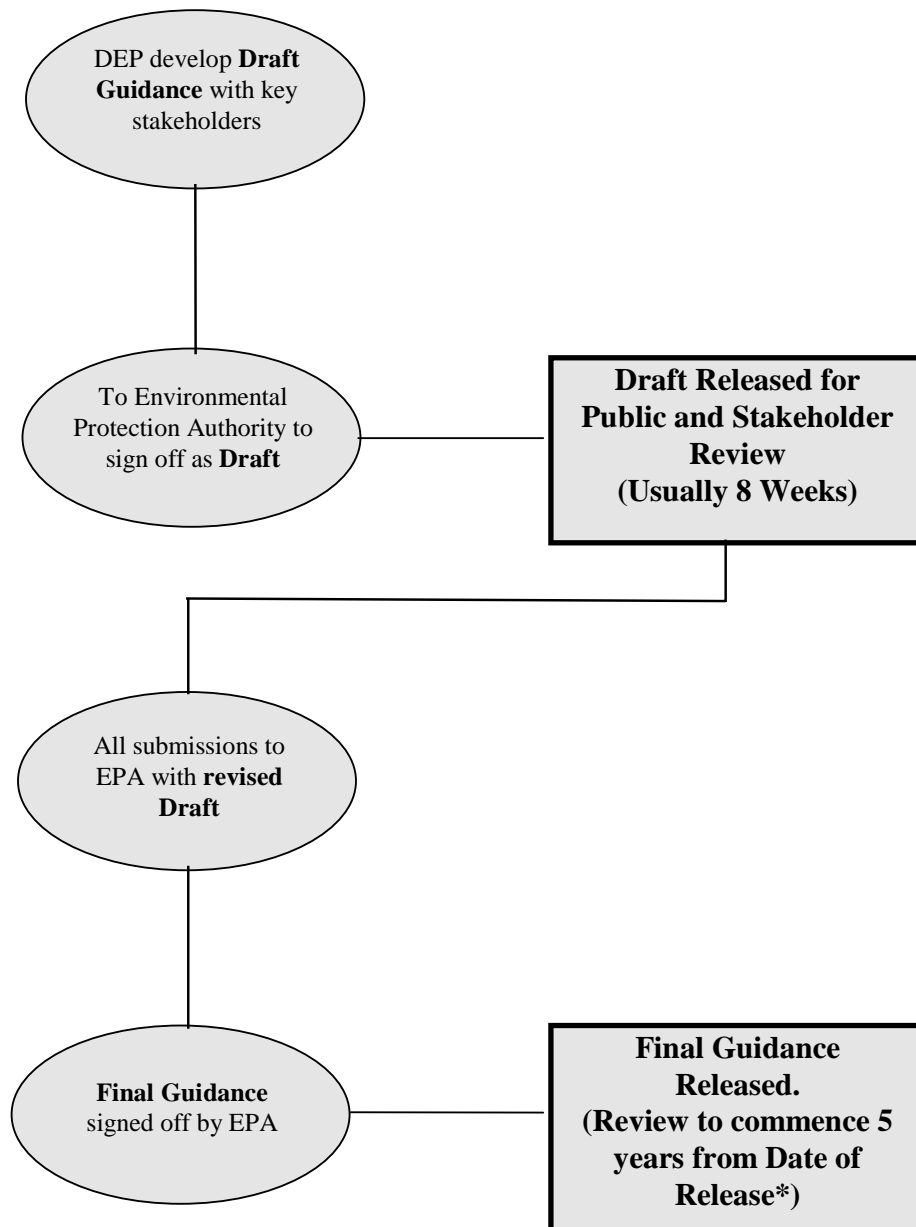 DEP develop Draft
Guidance with key
stakeholders
To Environmental
Protection Authority to
sign off as Draft
Draft Released for
Public and Stakeholder
Review
(Usually 8 Weeks)
All submissions to
EPA with revised
Draft
Final Guidance
signed off by EPA
Final Guidance
Released.
(Review to commence 5
years from Date of
Release*)